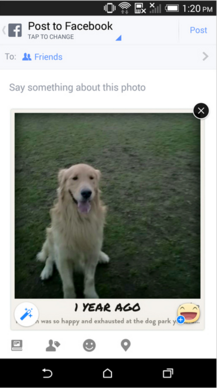 1:20 PM
Post to Facebook
Post
TAP TO CHANGE
To: Friends
Say something about this photo
1 YEAR AGO
was so happy and exhausted at the dog park y